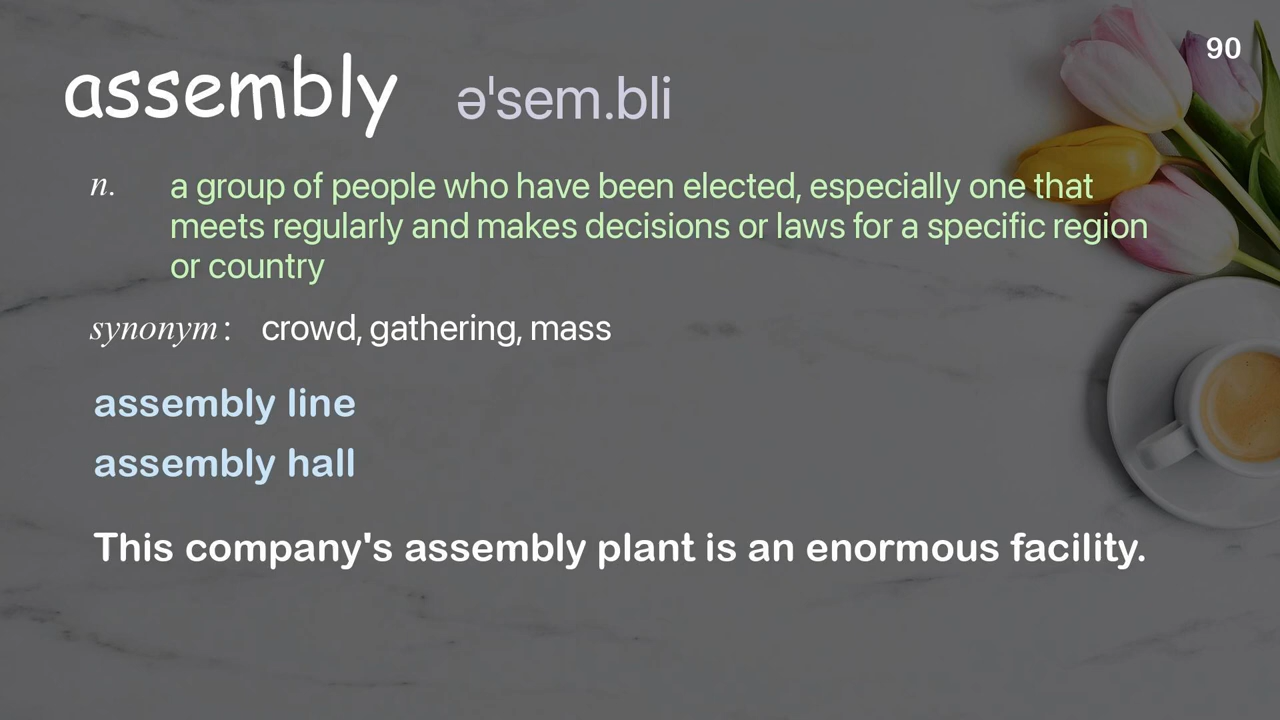 90
assembly əˈsem.bli
n. a group of people who have been elected, especially one that
meets regularly and makes decisions or laws for a specific region
or country
synonym: crowd, gathering, mass
assembly line
assembly hall
This company's assembly plant is an enormous facility.